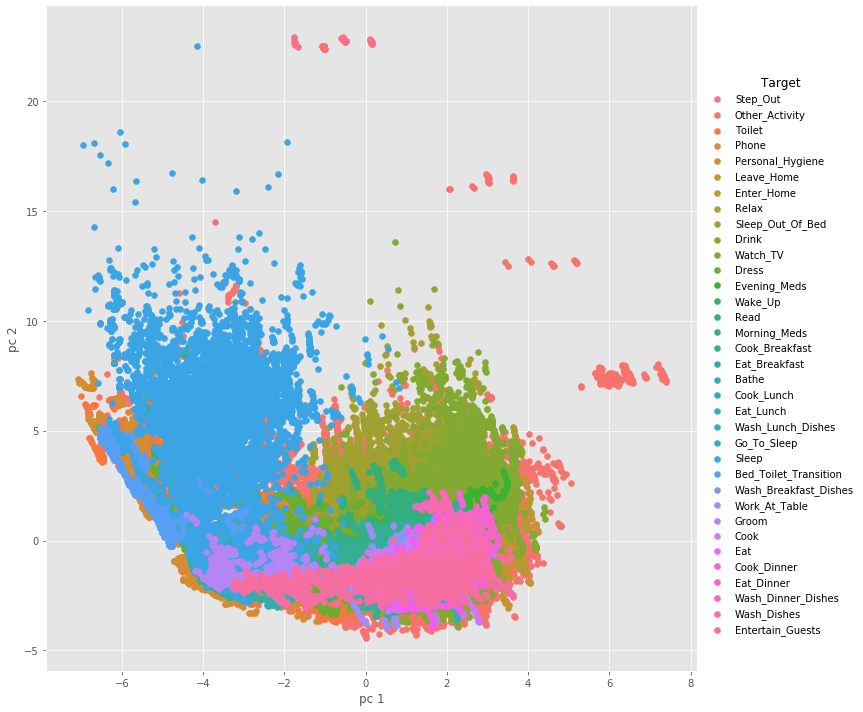 Target
Step_Out
Other_Activity
Toilet
Phone
Personal_Hygiene
Leave_Home
Enter_Home
Relax
Sleep_Out_Of_Bed
Drink
Watch_TV
Dress
Evening_Meds
Wake_Up
Read
Morning_Meds
Cook_Breakfast
Eat_Breakfast
Bathe
Cook_Lunch
Eat_Lunch
Wash_Lunch_Dishes
Go_To_Sleep
Sleep
Bed_Toilet_Transition
Wash_Breakfast_Dishes
Work_At_Table
Groom
Cook
Eat
Cook_Dinner
Eat_Dinner
Wash_Dinner_Dishes
Wash_Dishes
Entertain_Guests
20
15
10
5
0
−5
pc 2
−6 −4 −2 0 2 4 6 8
pc 1